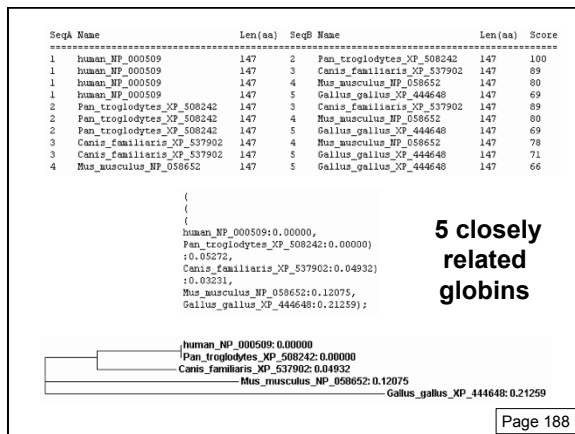 SeqA Name Len(aa) SeqB Name Len(aa) Score
================================================================================
1 human_NP_000509 147 2 Pan_troglodytes_XP_508242 147 100
1 human_NP_000509 147 3 Canis_familiaris_XP_537902 147 89
1 human_NP_000509 147 4 Mus_musculus_NP_058652 147 80
1 human_NP_000509 147 5 Gallus_gallus_XP_444648 147 69
2 Pan_troglodytes_XP_508242 147 3 Canis_familiaris_XP_537902 147 89
2 Pan_troglodytes_XP_508242 147 4 Mus_musculus_NP_058652 147 80
2 Pan_troglodytes_XP_508242 147 5 Gallus_gallus_XP_444648 147 69
3 Canis_familiaris_XP_537902 147 4 Mus_musculus_NP_058652 147 78
3 Canis_familiaris_XP_537902 147 5 Gallus_gallus_XP_444648 147 71
4 Mus_musculus_NP_058652 147 5 Gallus_gallus_XP_444648 147 66
(
(
(
human_NP_000509:0.00000,
Pan_troglodytes_XP_508242:0.00000)
:0.05272,
Canis_familiaris_XP_537902:0.04932)
:0.03231,
Mus_musculus_NP_058652:0.12075,
Gallus_gallus_XP_444648:0.21259);
5 closely
related
globins
human_NP_000509: 0.00000
Pan_troglodytes_XP_508242: 0.00000
Canis_familiaris_XP_537902: 0.04932
Mus_musculus_NP_058652: 0.12075
Gallus_gallus_XP_444648: 0.21259
Page 188